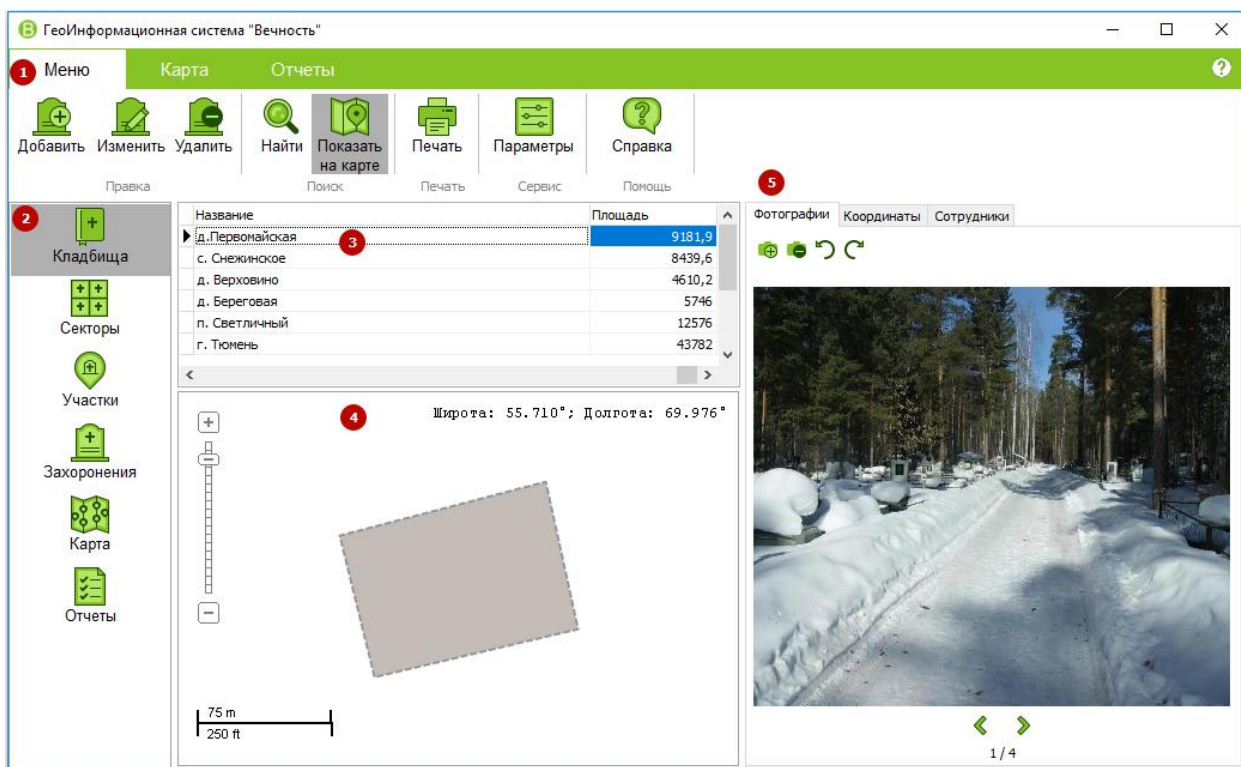 ГеоИнформационная система "Вечность"
1 Меню Карта Отчеты ?
Добавить Изменить Удалить Найти Показать на карте Печать Параметры Справка
Правка Поиск Печать Сервис Помощь
2
Кладбища
Секторы
Участки
Захоронения
Карта
Отчеты
Название Площадь
д.Первомайская 3 9181,9
с. Снежинское 8439,6
д. Верховино 4610,2
д. Береговая 5746
п. Светличный 12576
г. Тюмень 43782
4 Широта: 55.710°; Долгота: 69.976°
75 m
250 ft
5
Фотографии Координаты Сотрудники
1 / 4